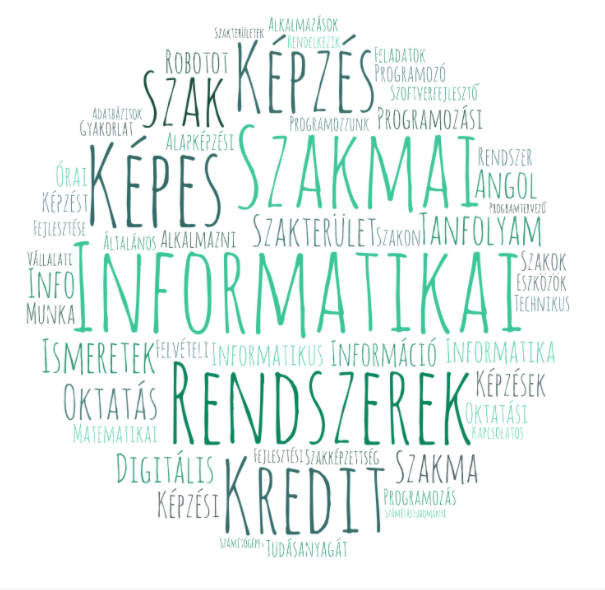 Alkalmazások
Szakterületek
Rendelkezik
Robotot Képzés Feladatok
Programozó
Szak Szoftverfejlesztő
Adatbázisok
Gyakorlat Programozzunk Programozási
Alapképzési
Képes Szakmai Rendszer
Órai Angol
Képzést Programtervező
Fejlesztése Általános Alkalmazni Szakterület Szakon Tanfolyam
Vállalati Informatikai Szakok
Info Eszközök
Munka Technikus
Ismeretek Felvételi Informatikus Információ Informatika
Oktatás Rendszerek Képzések
Matematikai Oktatási
Kapcsolatos
Digitális Fejlesztési Szakképzettség Szakma
Képzési Kredit Programozás
Számítástudományi
Tudásanyagát